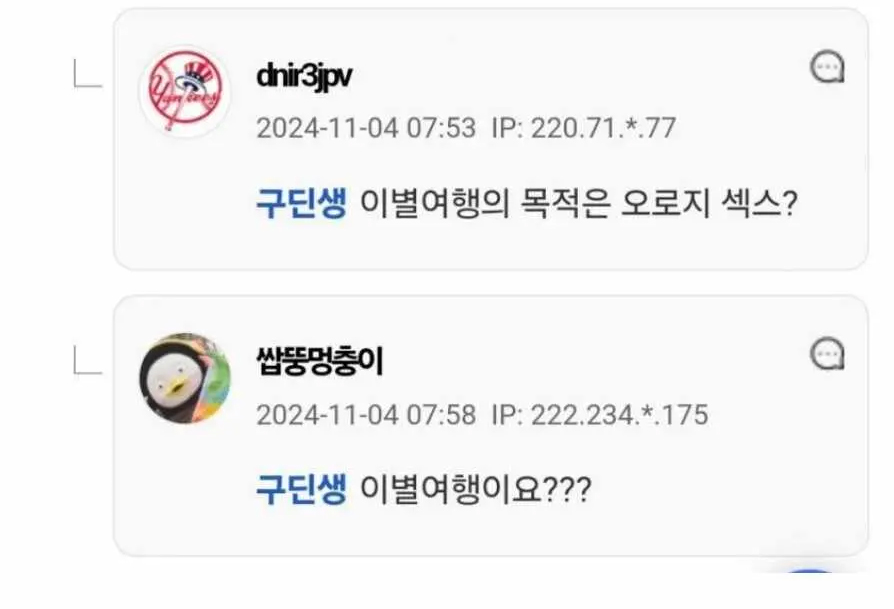 Yankees
dnir3jpv
2024-11-04 07:53 IP: 220.71.*.77
구딘생 이별여행의 목적은 오로지 섹스?
쌉뚱멍충이
2024-11-04 07:58 IP: 222.234.*.175
구딘생 이별여행이요???